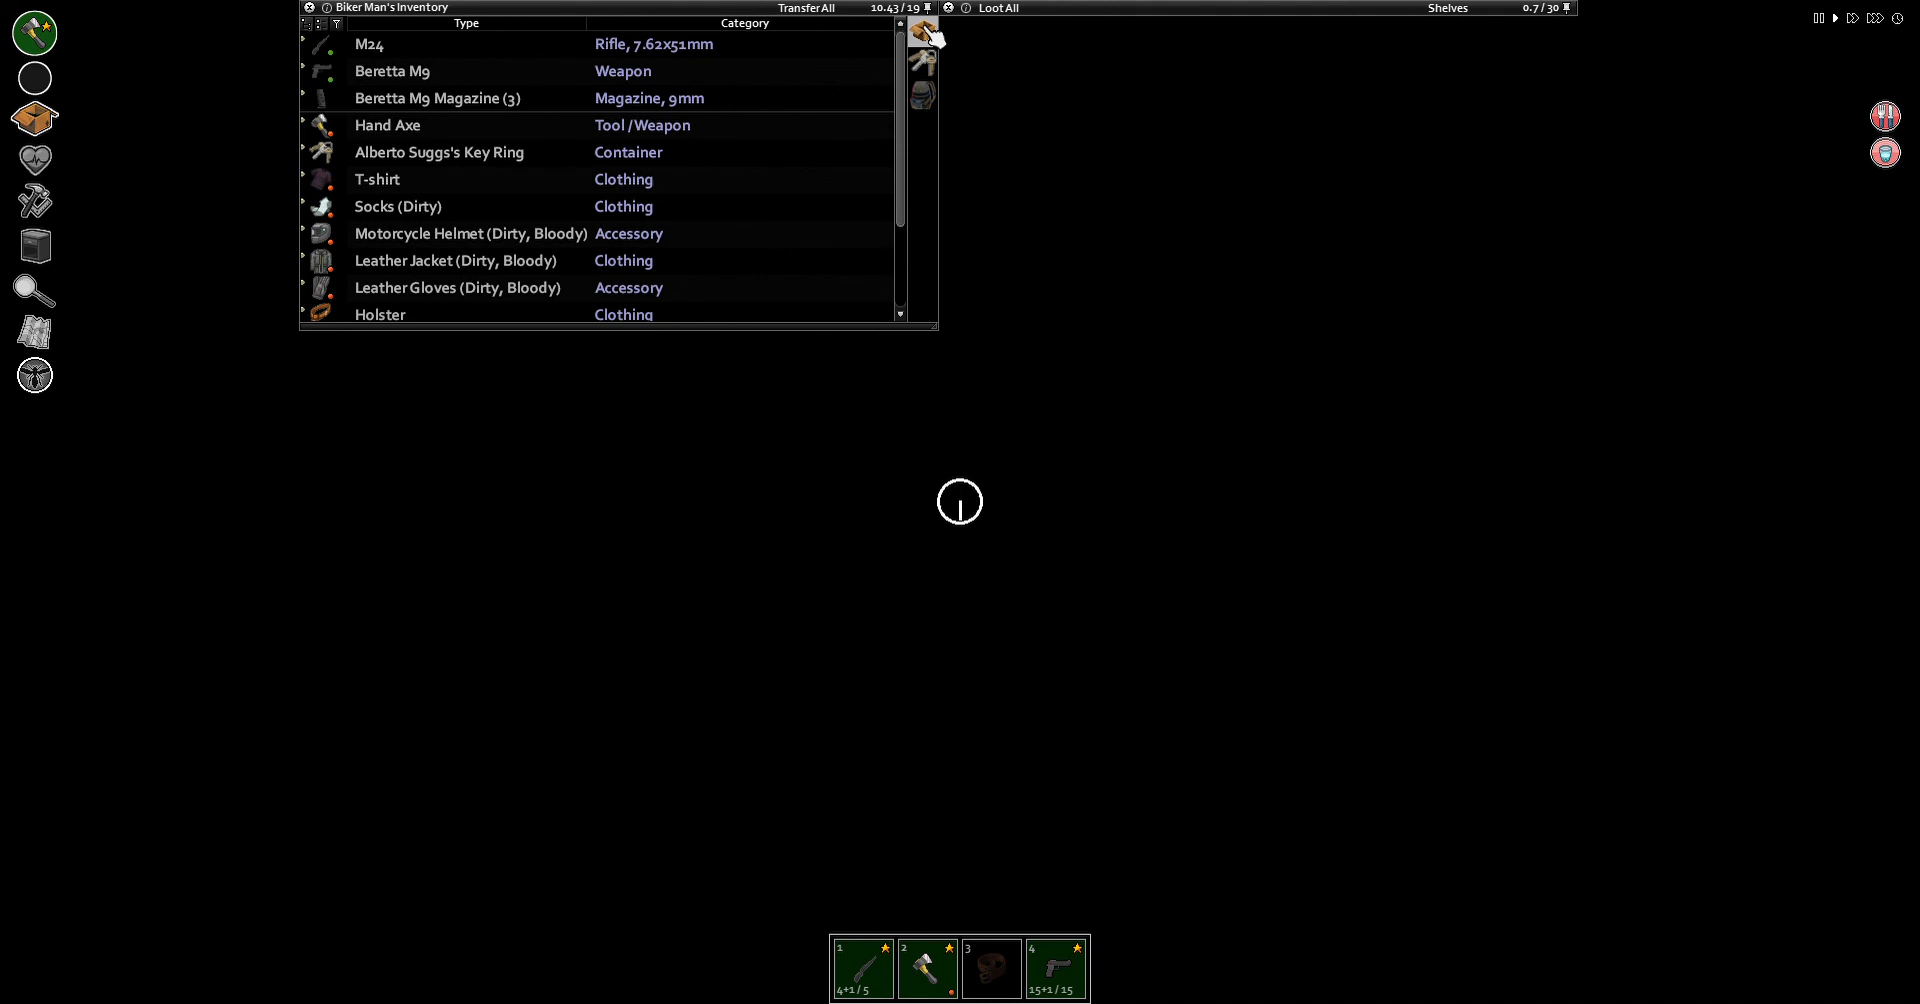 Biker Man's Inventory Transfer All 10.43 / 19 Loot All Shelves 0.7 / 30
Type Category
M24 Rifle, 7.62x51mm
Beretta M9 Weapon
Beretta M9 Magazine (3) Magazine, 9mm
Hand Axe Tool /Weapon
Alberto Suggs's Key Ring Container
T-shirt Clothing
Socks (Dirty) Clothing
Motorcycle Helmet (Dirty, Bloody) Accessory
Leather Jacket (Dirty, Bloody) Clothing
Leather Gloves (Dirty, Bloody) Accessory
Holster Clothing
1 2 3 4
4+1 / 5 15+1 / 15